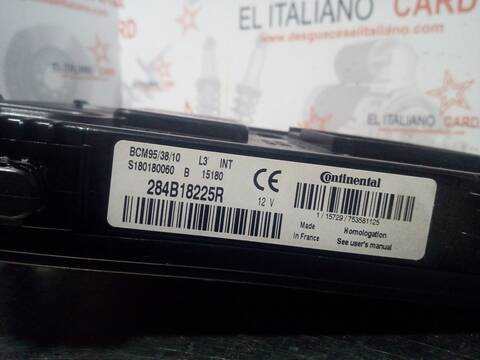 EL ITALIANO CARD
www.desguaceselitaliano.com
EL ITALIANO
CARD
BCM95/38/10 L3 INT
S180180060 B 15180
284B18225R
CE
12 V
Continental
1/15729/753581125
Made
in France
Homologation
See user's manual